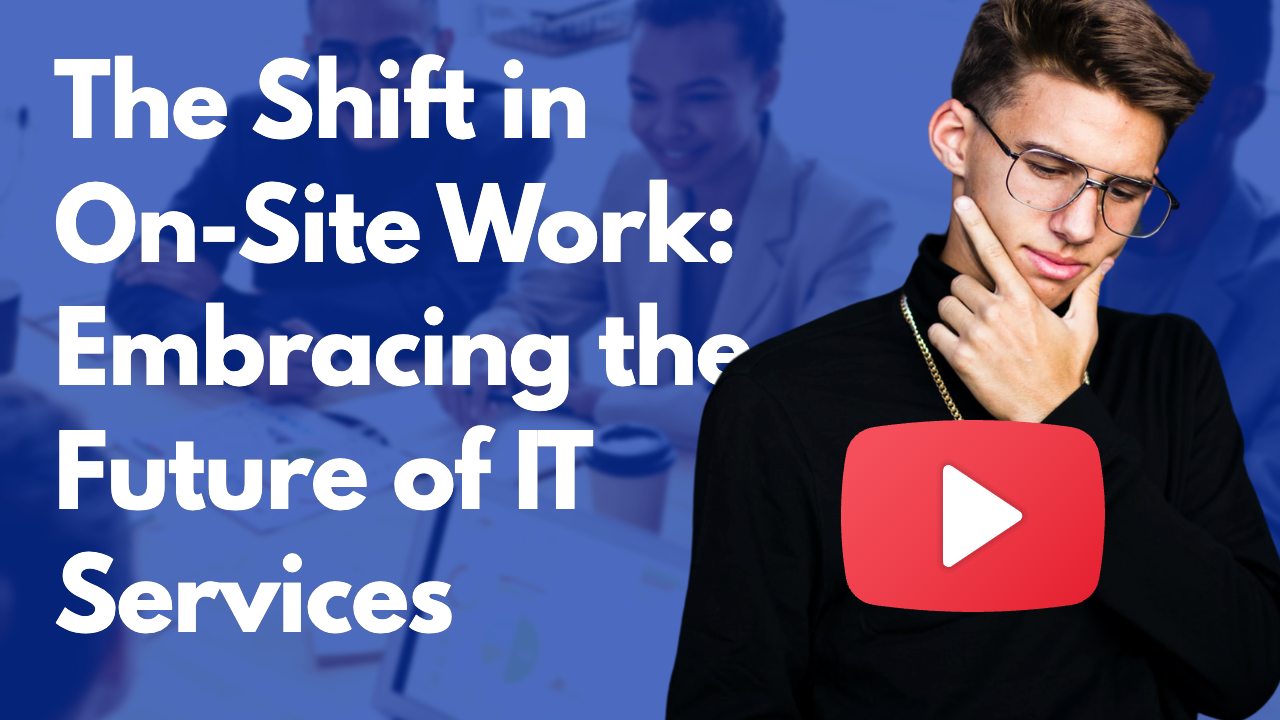 The Shift in
On-Site Work:
Embracing the
Future of IT
Services